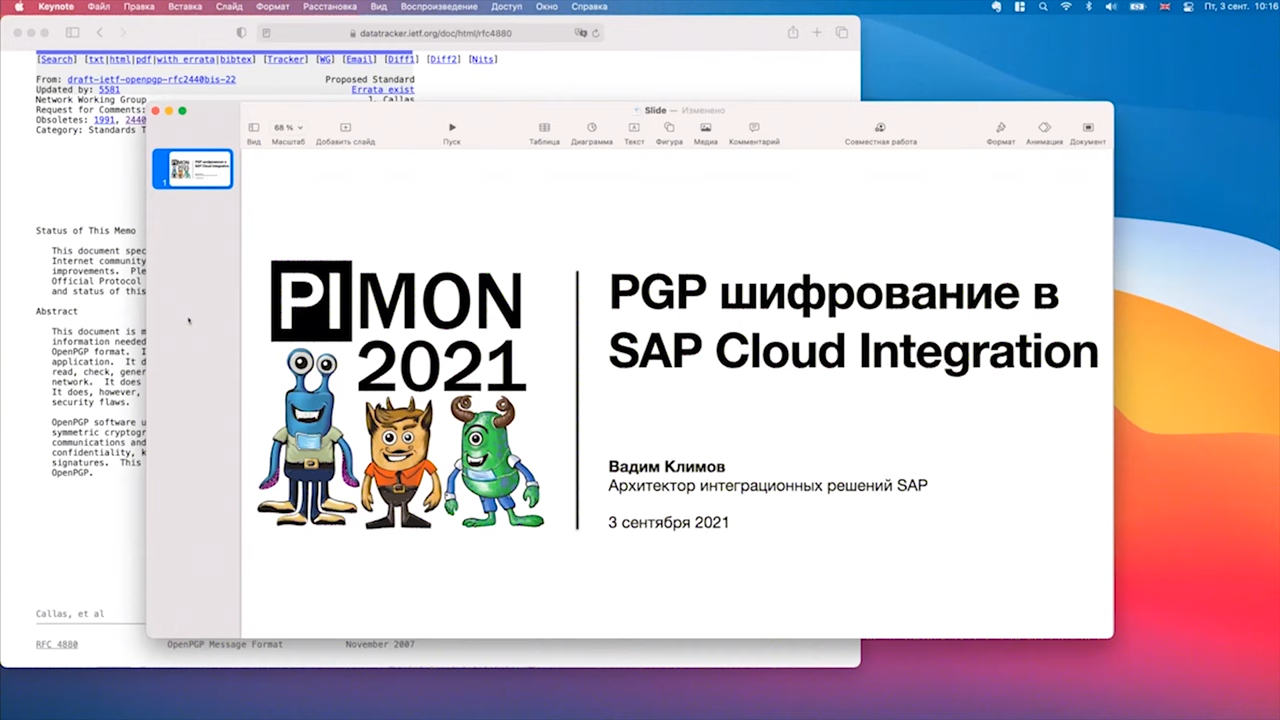 Keynote Файл Правка Вставка Слайд Формат Расстановка Вид Воспроизведение Доступ Окно Справка Пт, 3 сент. 10:16
datatracker.ietf.org/doc/html/rfc4880
[Search] [txt|html|pdf|with errata|bibtex] [Tracker] [WG] [Email] [Diff1] [Diff2] [Nits]
From: draft-ietf-openpgp-rfc2440bis-22 Proposed Standard
Updated by: 5581 Errata exist
Network Working Group J. Callas
Request for Comments:
Obsoletes: 1991, 2440
Category: Standards T
Status of This Memo
This document spec
Internet community
improvements. Ple
Official Protocol
and status of this
Abstract
This document is m
information needed
OpenPGP format. I
application. It d
read, check, gener
network. It does
It does, however,
security flaws.
OpenPGP software u
symmetric cryptogr
communications and
confidentiality, k
signatures. This
OpenPGP.
Callas, et al
RFC 4880 OpenPGP Message Format November 2007
Slide — Изменено
68 %
Вид Масштаб Добавить слайд Пуск Таблица Диаграмма Текст Фигура Медиа Комментарий Совместная работа Формат Анимация Документ
1
PIMON
2021
PGP шифрование в
SAP Cloud Integration
Вадим Климов
Архитектор интеграционных решений SAP
3 сентября 2021